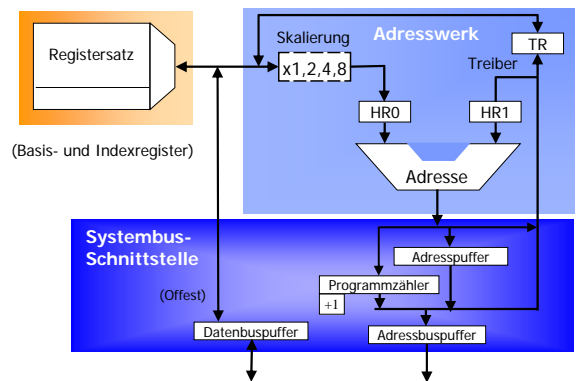 Skalierung
Adresswerk
Registersatz
TR
x1,2,4,8
Treiber
HR0
HR1
(Basis- und Indexregister)
Adresse
Systembus-
Schnittstelle
Adresspuffer
Programmzähler
(Offest)
+1
Datenbuspuffer
Adressbuspuffer